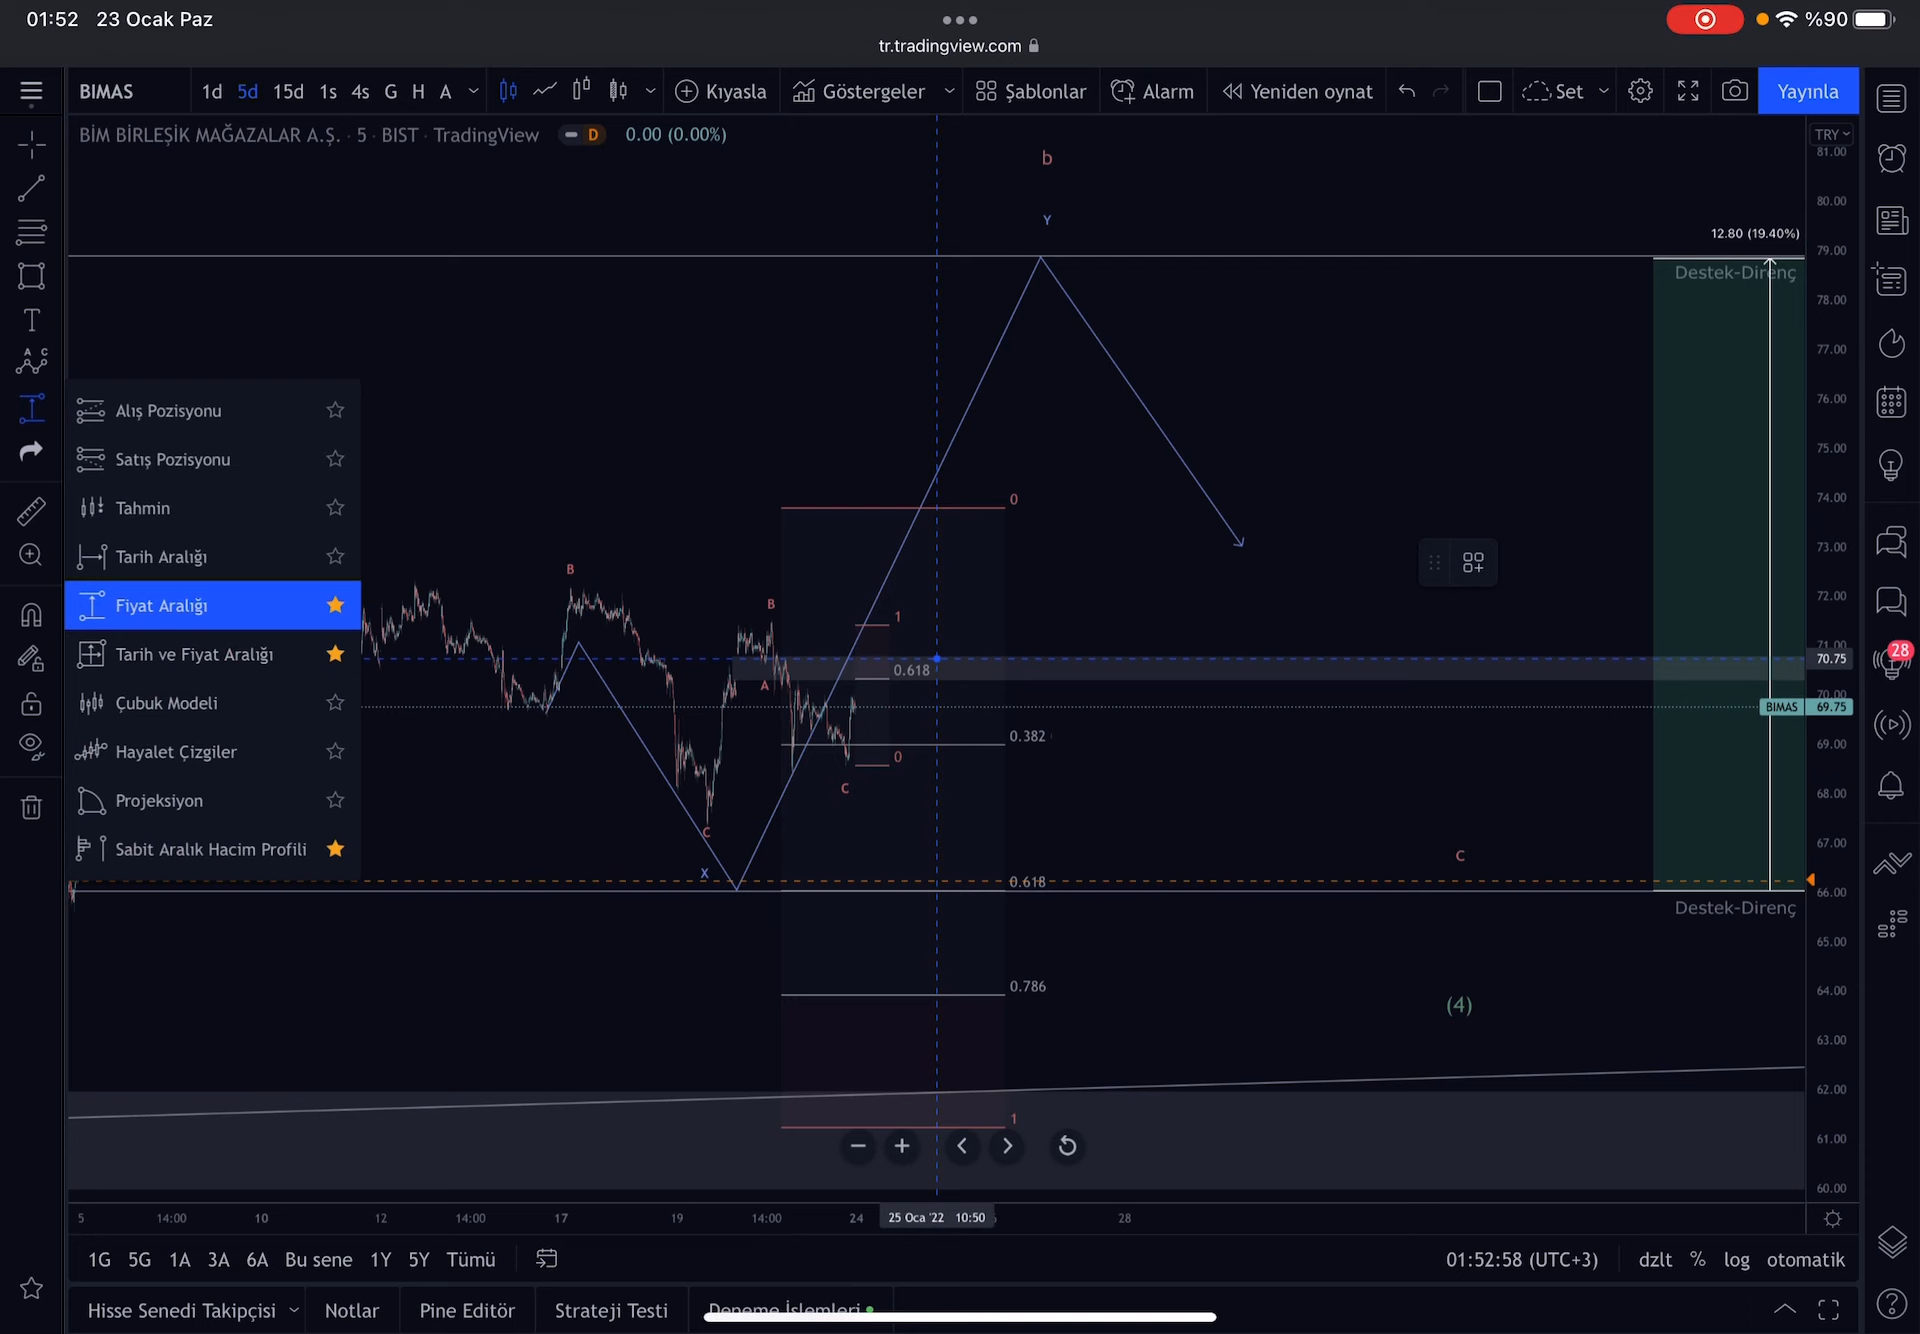 01:52 23 Ocak Paz
%90
tr.tradingview.com
BIMAS 1d 5d 15d 1s 4s G H A Kıyasla Göstergeler Şablonlar Alarm Yeniden oynat Set Yayınla
BİM BİRLEŞİK MAĞAZALAR A.Ş. · 5 · BIST · TradingView D 0.00 (0.00%)
TRY
81.00
b
80.00
Y
12.80 (19.40%)
79.00
Destek-Direnç
78.00
77.00
76.00
75.00
74.00
73.00
72.00
71.00
70.75
70.00
BIMAS 69.75
69.00
68.00
67.00
66.00
65.00
64.00
63.00
62.00
61.00
60.00
Alış Pozisyonu
Satış Pozisyonu
Tahmin
Tarih Aralığı
Fiyat Aralığı
Tarih ve Fiyat Aralığı
Çubuk Modeli
Hayalet Çizgiler
Projeksiyon
Sabit Aralık Hacim Profili
0
B
B
1
A
0.618
0.382
0
C
C
X
C
0.618
Destek-Direnç
0.786
(4)
1
28
5 14:00 10 12 14:00 17 19 14:00 24 25 Oca '22 10:50 28
1G 5G 1A 3A 6A Bu sene 1Y 5Y Tümü
01:52:58 (UTC+3) dzlt % log otomatik
Hisse Senedi Takipçisi Notlar Pine Editör Strateji Testi Deneme İşlemleri